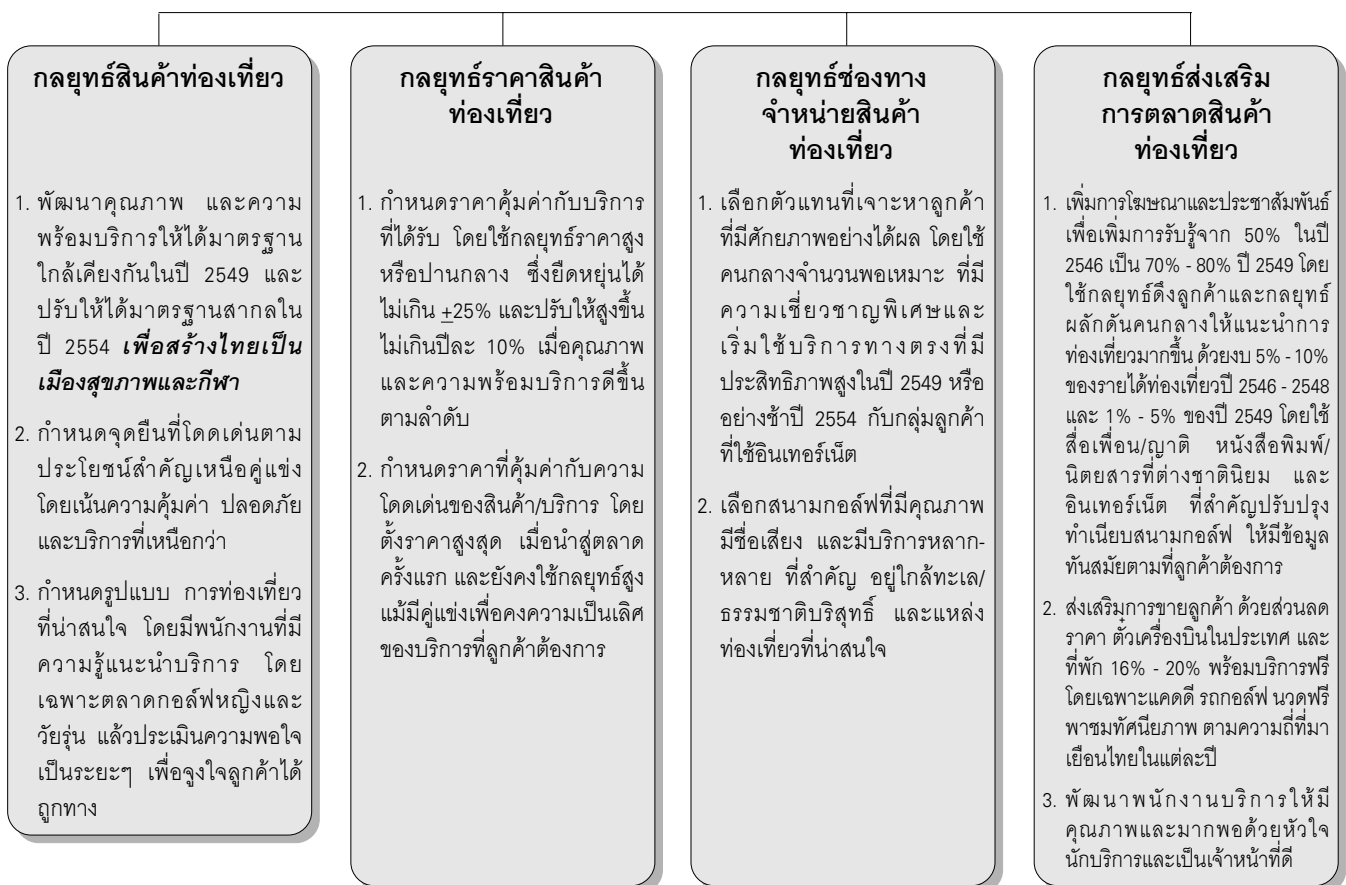 กลยุทธ์สินค้าท่องเที่ยว
1. พัฒนาคุณภาพ และความ
พร้อมบริการให้ได้มาตรฐาน
ใกล้เคียงกันในปี 2549 และ
ปรับให้ได้มาตรฐานสากลใน
ปี 2554 เพื่อสร้างไทยเป็น
เมืองสุขภาพและกีฬา
2. กำหนดจุดยืนที่โดดเด่นตาม
ประโยชน์สำคัญเหนือคู่แข่ง
โดยเน้นความคุ้มค่า ปลอดภัย
และบริการที่เหนือกว่า
3. กำหนดรูปแบบ การท่องเที่ยว
ที่น่าสนใจ โดยมีพนักงานที่มี
ความรู้แนะนำบริการ โดย
เฉพาะตลาดกอล์ฟหญิงและ
วัยรุ่น แล้วประเมินความพอใจ
เป็นระยะๆ เพื่อจูงใจลูกค้าได้
ถูกทาง
กลยุทธ์ราคาสินค้า
ท่องเที่ยว
1. กำหนดราคาคุ้มค่ากับบริการ
ที่ได้รับ โดยใช้กลยุทธ์ราคาสูง
หรือปานกลาง ซึ่งยืดหยุ่นได้
ไม่เกิน ±25% และปรับให้สูงขึ้น
ไม่เกินปีละ 10% เมื่อคุณภาพ
และความพร้อมบริการดีขึ้น
ตามลำดับ
2. กำหนดราคาที่คุ้มค่ากับความ
โดดเด่นของสินค้า/บริการ โดย
ตั้งราคาสูงสุด เมื่อนำสู่ตลาด
ครั้งแรก และยังคงใช้กลยุทธ์สูง
แม้มีคู่แข่งเพื่อคงความเป็นเลิศ
ของบริการที่ลูกค้าต้องการ
กลยุทธ์ช่องทาง
จำหน่ายสินค้า
ท่องเที่ยว
1. เลือกตัวแทนที่เจาะหาลูกค้า
ที่มีศักยภาพอย่างได้ผล โดยใช้
คนกลางจำนวนพอเหมาะ ที่มี
ความเชี่ยวชาญพิเศษและ
เริ่มใช้บริการทางตรงที่มี
ประสิทธิภาพสูงในปี 2549 หรือ
อย่างช้าปี 2554 กับกลุ่มลูกค้า
ที่ใช้อินเทอร์เน็ต
2. เลือกสนามกอล์ฟที่มีคุณภาพ
มีชื่อเสียง และมีบริการหลาก-
หลาย ที่สำคัญ อยู่ใกล้ทะเล/
ธรรมชาติบริสุทธิ์ และแหล่ง
ท่องเที่ยวที่น่าสนใจ
กลยุทธ์ส่งเสริม
การตลาดสินค้า
ท่องเที่ยว
1. เพิ่มการโฆษณาและประชาสัมพันธ์
เพื่อเพิ่มการรับรู้จาก 50% ในปี
2546 เป็น 70% - 80% ปี 2549 โดย
ใช้กลยุทธ์ดึงลูกค้าและกลยุทธ์
ผลักดันคนกลางให้แนะนำการ
ท่องเที่ยวมากขึ้น ด้วยงบ 5% - 10%
ของรายได้ท่องเที่ยวปี 2546 - 2548
และ 1% - 5% ของปี 2549 โดยใช้
สื่อเพื่อน/ญาติ หนังสือพิมพ์/
นิตยสารที่ต่างชาตินิยม และ
อินเทอร์เน็ต ที่สำคัญปรับปรุง
ทำเนียบสนามกอล์ฟ ให้มีข้อมูล
ทันสมัยตามที่ลูกค้าต้องการ
2. ส่งเสริมการขายลูกค้า ด้วยส่วนลด
ราคา ตั๋วเครื่องบินในประเทศ และ
ที่พัก 16% - 20% พร้อมบริการฟรี
โดยเฉพาะแคดดี รถกอล์ฟ นวดฟรี
พาชมทัศนียภาพ ตามความถี่ที่มา
เยือนไทยในแต่ละปี
3. พัฒนาพนักงานบริการให้มี
คุณภาพและมากพอด้วยหัวใจ
นักบริการและเป็นเจ้าหน้าที่ดี